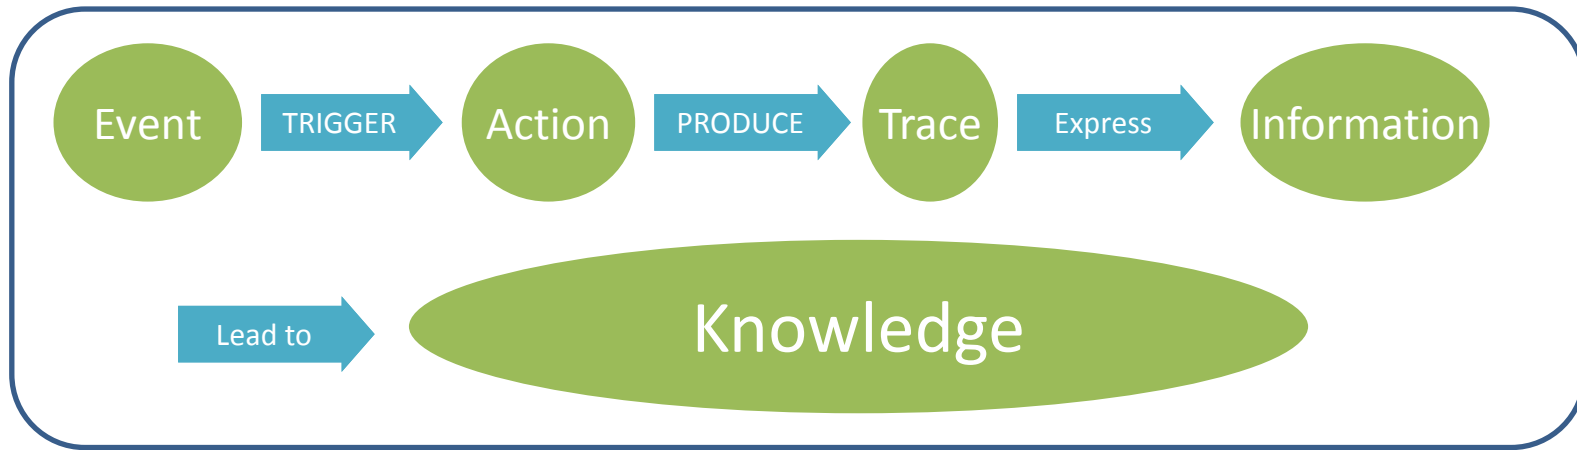 Event TRIGGER Action PRODUCE Trace Express Information
Lead to Knowledge